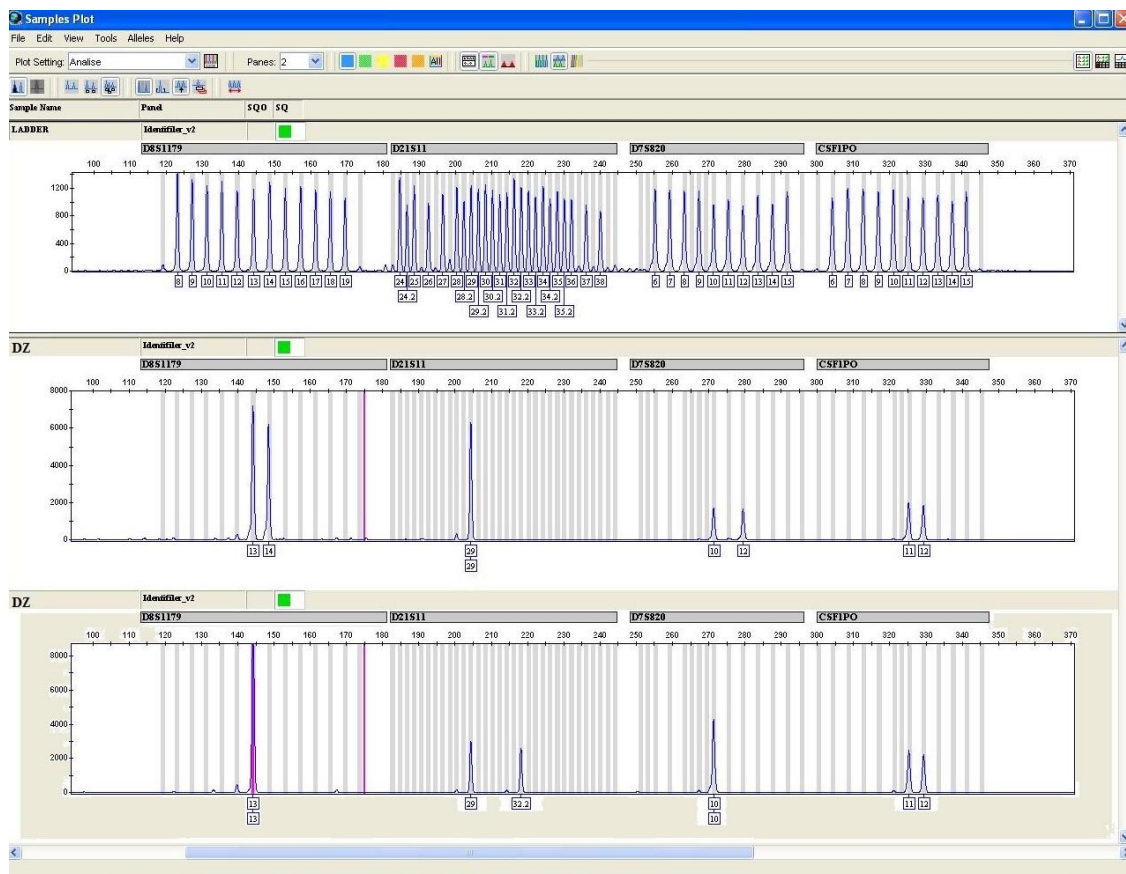 Samples Plot
File Edit View Tools Alleles Help
Plot Setting: Analise Panes: 2 All
Sample Name Panel SQO SQ
LADDER Identifiler_v2
D8S1179 D21S11 D7S820 CSF1PO
100 110 120 130 140 150 160 170 180 190 200 210 220 230 240 250 260 270 280 290 300 310 320 330 340 350 360 370
1200
800
400
0
8 9 10 11 12 13 14 15 16 17 18 19 24 25 26 27 28 29 30 31 32 33 34 35 36 37 38 6 7 8 9 10 11 12 13 14 15 6 7 8 9 10 11 12 13 14 15
24.2 28.2 30.2 32.2 34.2
29.2 31.2 33.2 35.2
DZ Identifiler_v2
D8S1179 D21S11 D7S820 CSF1PO
100 110 120 130 140 150 160 170 180 190 200 210 220 230 240 250 260 270 280 290 300 310 320 330 340 350 360 370
8000
6000
4000
2000
0
13 14 29 10 12 11 12
29
DZ Identifiler_v2
D8S1179 D21S11 D7S820 CSF1PO
100 110 120 130 140 150 160 170 180 190 200 210 220 230 240 250 260 270 280 290 300 310 320 330 340 350 360 370
8000
6000
4000
2000
0
13 29 32.2 10 11 12
13 10